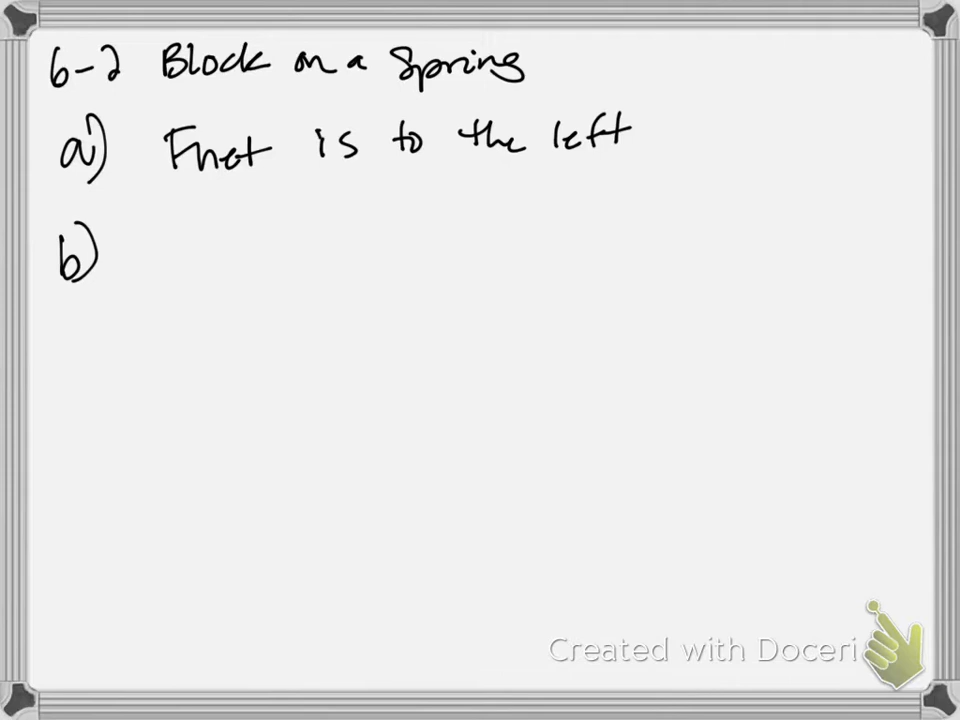 6-2 Block on a Spring
a) Fnet is to the left
b)
Created with Doceri